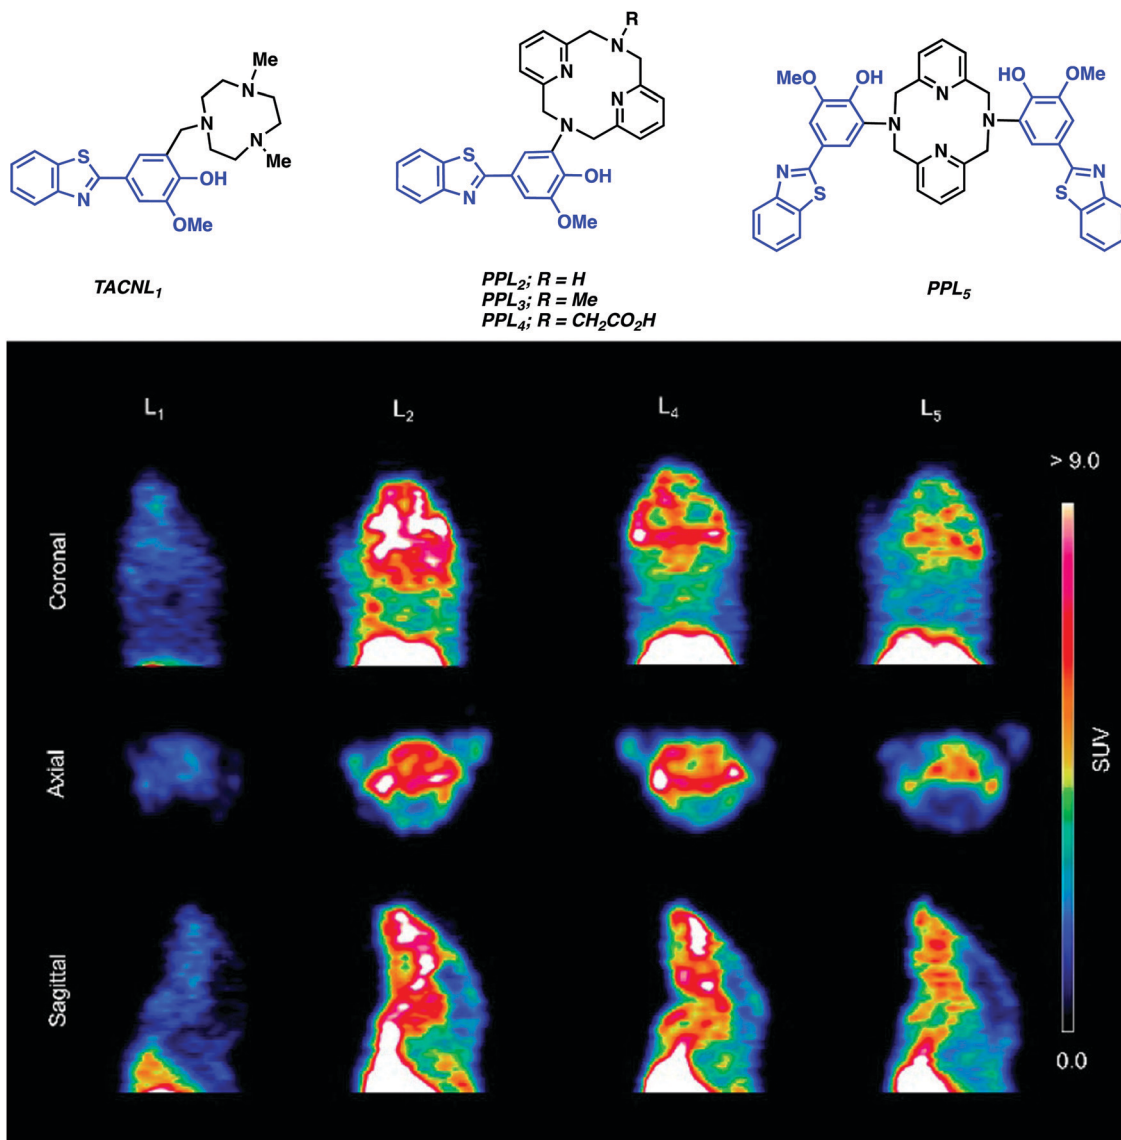 Me
N
N
N
Me
S
N
OH
OMe
TACNL1
R
N
N
N
N
S
N
OH
OMe
PPL2; R = H
PPL3; R = Me
PPL4; R = CH2CO2H
MeO OH
N
N
N
N
OH OMe
N
S
N
S
PPL5
L1 L2 L4 L5
> 9.0
Coronal
Axial
SUV
Sagittal
0.0